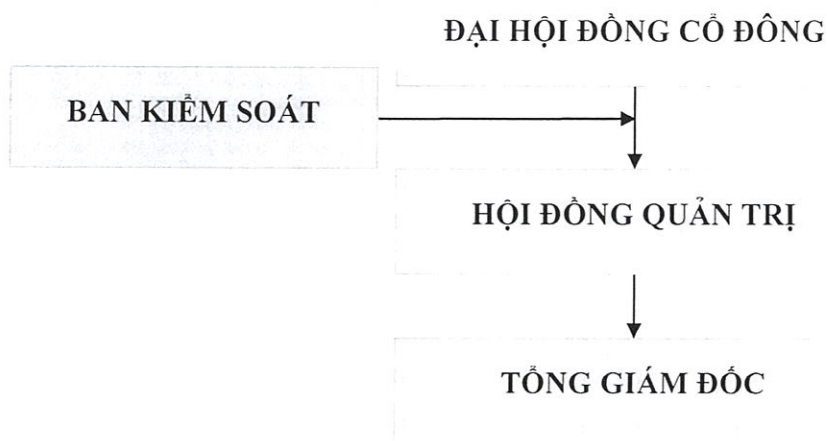 ĐẠI HỘI ĐỒNG CỔ ĐÔNG
BAN KIỂM SOÁT
HỘI ĐỒNG QUẢN TRỊ
TỔNG GIÁM ĐỐC